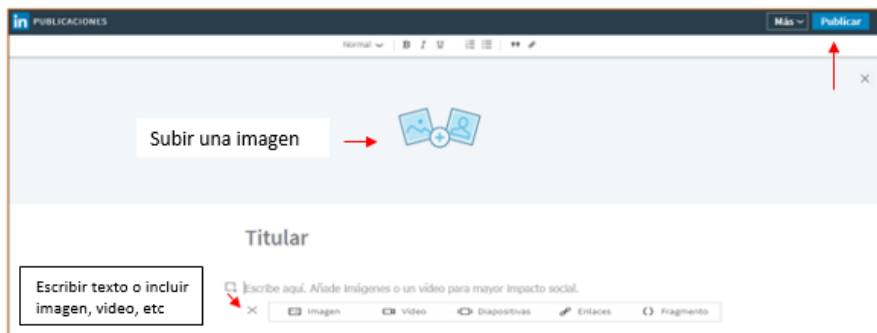 in PUBLICACIONES Más Publicar
Normal B I U
Subir una imagen
Titular
Escribir texto o incluir
imagen, video, etc
Escribe aquí. Añade imágenes o un vídeo para mayor impacto social.
Imagen Vídeo Diapositivas Enlaces Fragmento